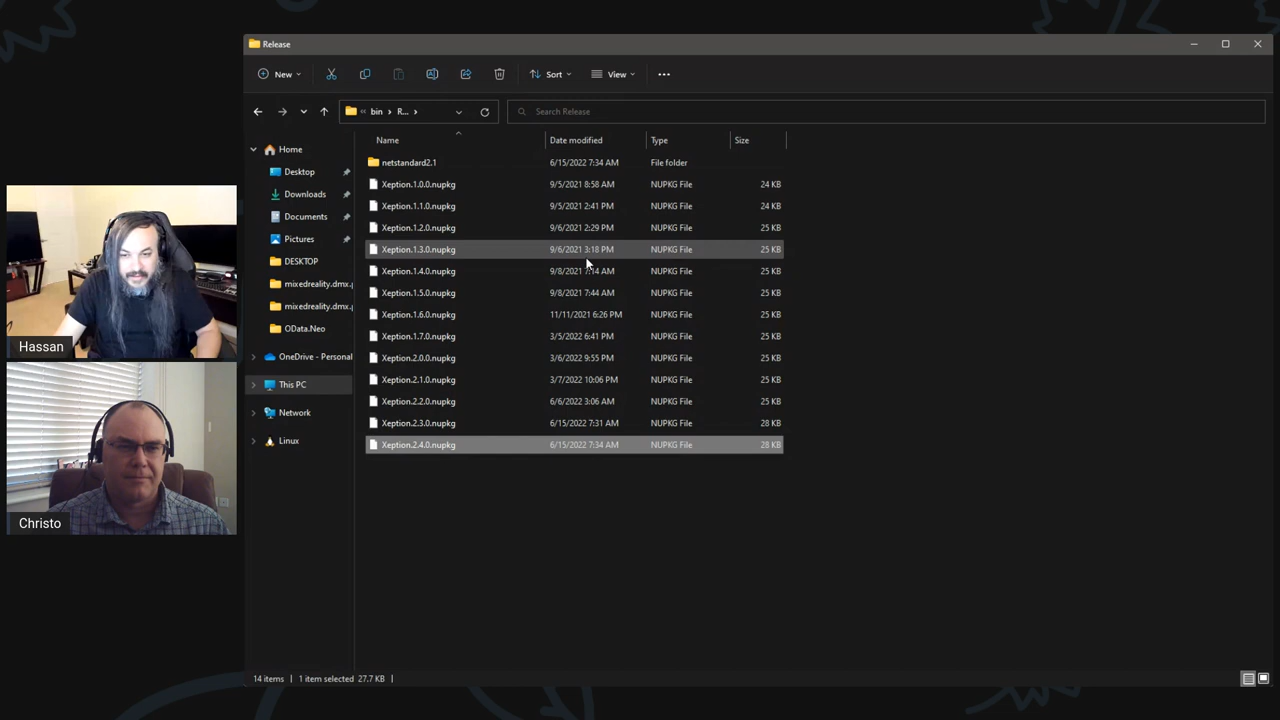 Release
New
Sort
View
bin
R...
Search Release
Name
Date modified
Type
Size
Home
Desktop
Downloads
Documents
Pictures
DESKTOP
mixedreality.dmx.p
mixedreality.dmx.p
OData.Neo
OneDrive - Personal
This PC
Network
Linux
netstandard2.1 6/15/2022 7:34 AM File folder
Xeption.1.0.0.nupkg 9/5/2021 8:58 AM NUPKG File 24 KB
Xeption.1.1.0.nupkg 9/5/2021 2:41 PM NUPKG File 24 KB
Xeption.1.2.0.nupkg 9/6/2021 2:29 PM NUPKG File 25 KB
Xeption.1.3.0.nupkg 9/6/2021 3:18 PM NUPKG File 25 KB
Xeption.1.4.0.nupkg 9/8/2021 7:14 AM NUPKG File 25 KB
Xeption.1.5.0.nupkg 9/8/2021 7:44 AM NUPKG File 25 KB
Xeption.1.6.0.nupkg 11/11/2021 6:26 PM NUPKG File 25 KB
Xeption.1.7.0.nupkg 3/5/2022 6:41 PM NUPKG File 25 KB
Xeption.2.0.0.nupkg 3/6/2022 9:55 PM NUPKG File 25 KB
Xeption.2.1.0.nupkg 3/7/2022 10:06 PM NUPKG File 25 KB
Xeption.2.2.0.nupkg 6/6/2022 3:06 AM NUPKG File 25 KB
Xeption.2.3.0.nupkg 6/15/2022 7:31 AM NUPKG File 28 KB
Xeption.2.4.0.nupkg 6/15/2022 7:34 AM NUPKG File 28 KB
14 items 1 item selected 27.7 KB
Hassan
Christo